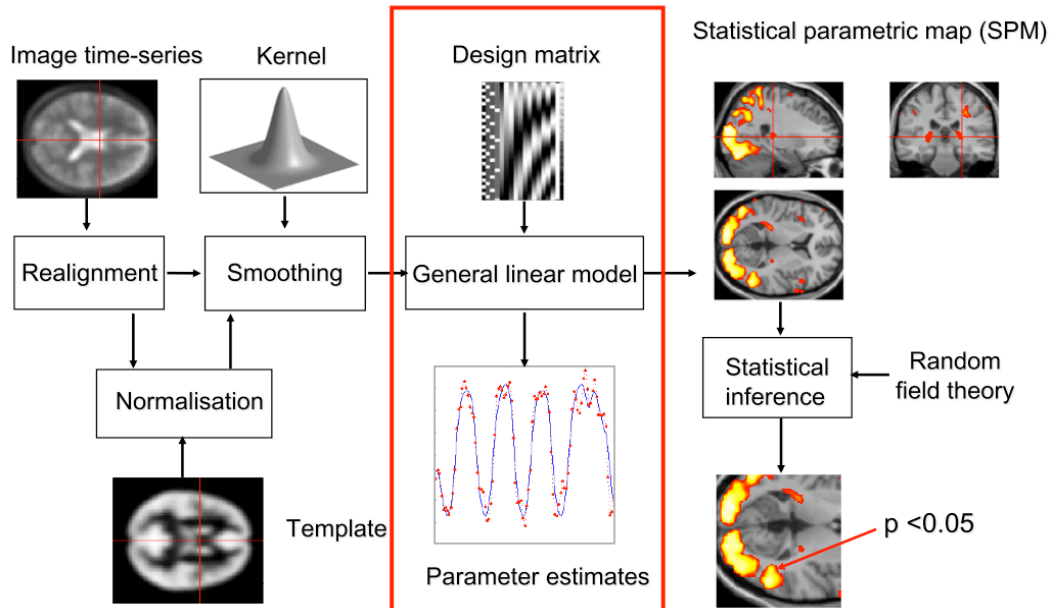 Image time-series
Kernel
Design matrix
Statistical parametric map (SPM)
Realignment
Smoothing
General linear model
Normalisation
Statistical
inference
Random
field theory
Template
Parameter estimates
p <0.05